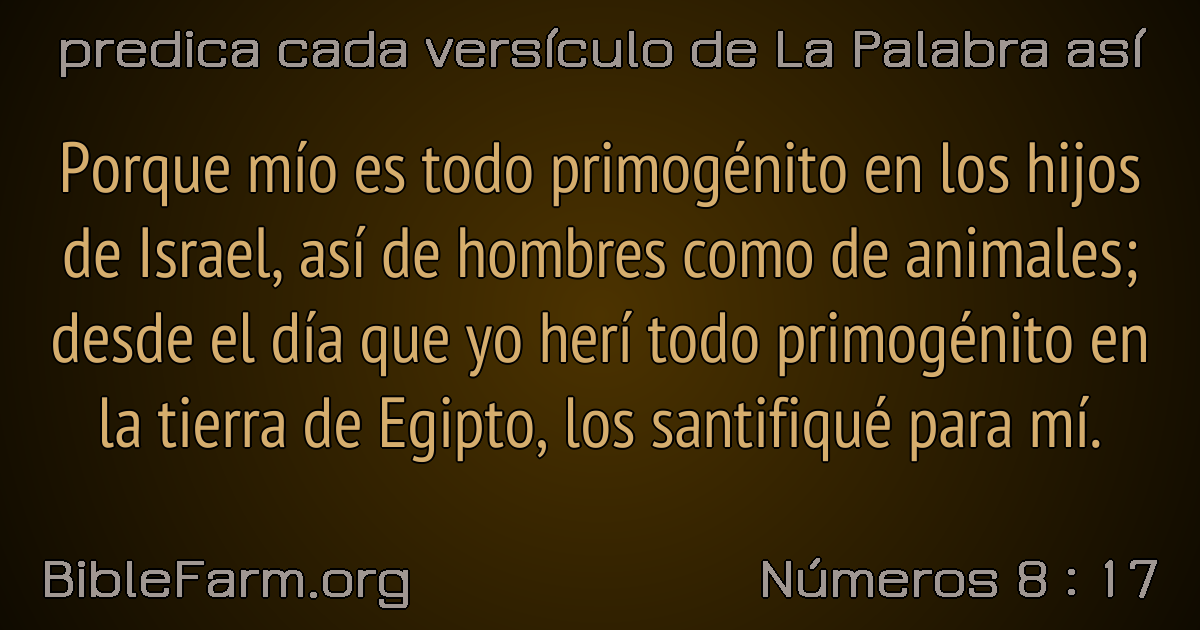 predica cada versículo de La Palabra así
Porque mío es todo primogénito en los hijos
de Israel, así de hombres como de animales;
desde el día que yo herí todo primogénito en
la tierra de Egipto, los santifiqué para mí.
BibleFarm.org
Números 8 : 17